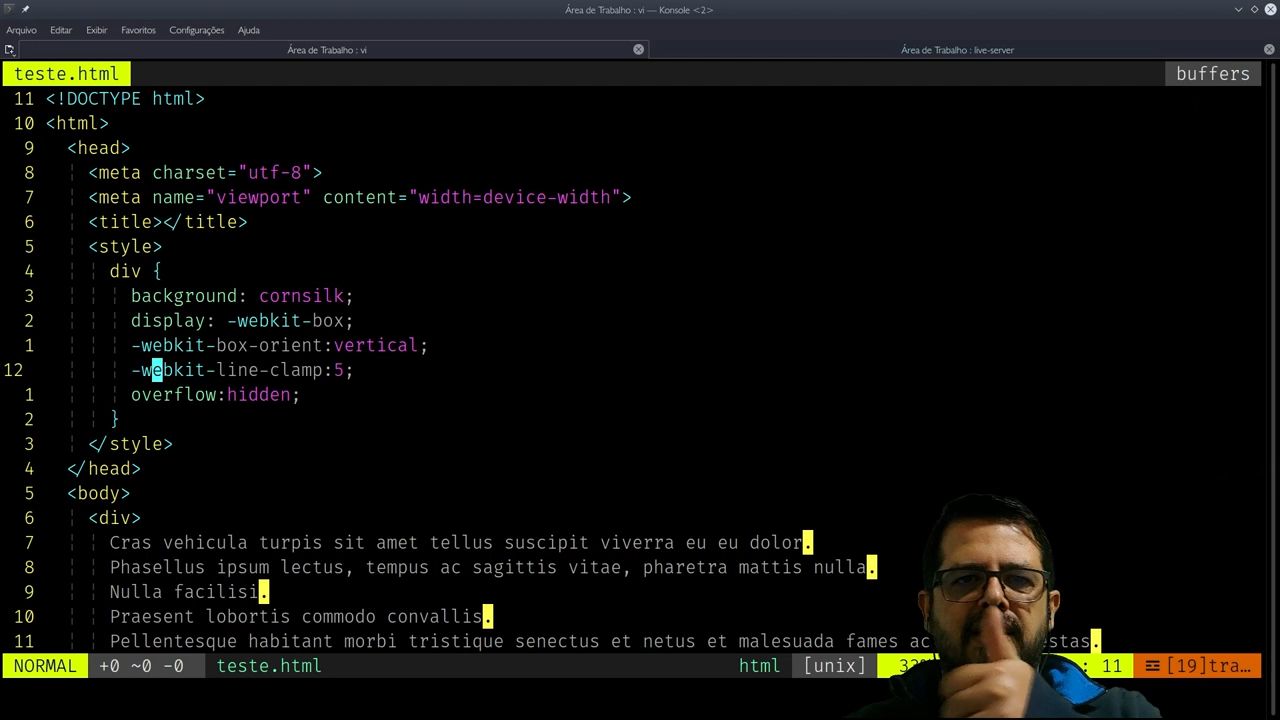 Área de Trabalho : vi — Konsole <2>
Arquivo Editar Exibir Favoritos Configurações Ajuda
Área de Trabalho : vi Área de Trabalho : live-server
teste.html buffers
11 <!DOCTYPE html>
10 <html>
9 <head>
8 <meta charset="utf-8">
7 <meta name="viewport" content="width=device-width">
6 <title></title>
5 <style>
4 div {
3 background: cornsilk;
2 display: -webkit-box;
1 -webkit-box-orient:vertical;
12 -webkit-line-clamp:5;
1 overflow:hidden;
2 }
3 </style>
4 </head>
5 <body>
6 <div>
7 Cras vehicula turpis sit amet tellus suscipit viverra eu eu dolor.
8 Phasellus ipsum lectus, tempus ac sagittis vitae, pharetra mattis nulla.
9 Nulla facilisi.
10 Praesent lobortis commodo convallis.
11 Pellentesque habitant morbi tristique senectus et netus et malesuada fames ac
NORMAL +0 ~0 -0 teste.html html [unix] : 11 [19]tra…